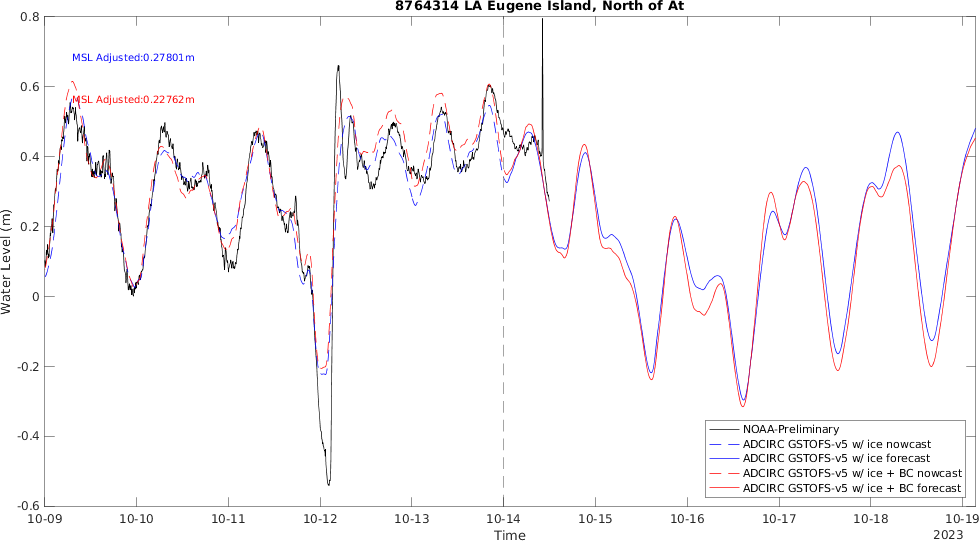 8764314 LA Eugene Island, North of At
MSL Adjusted:0.27801m
MSL Adjusted:0.22762m
Water Level (m)
0.8
0.6
0.4
0.2
0
-0.2
-0.4
-0.6
NOAA-Preliminary
ADCIRC GSTOFS-v5 w/ ice nowcast
ADCIRC GSTOFS-v5 w/ ice forecast
ADCIRC GSTOFS-v5 w/ ice + BC nowcast
ADCIRC GSTOFS-v5 w/ ice + BC forecast
10-09 10-10 10-11 10-12 10-13 10-14 10-15 10-16 10-17 10-18 10-19
Time
2023